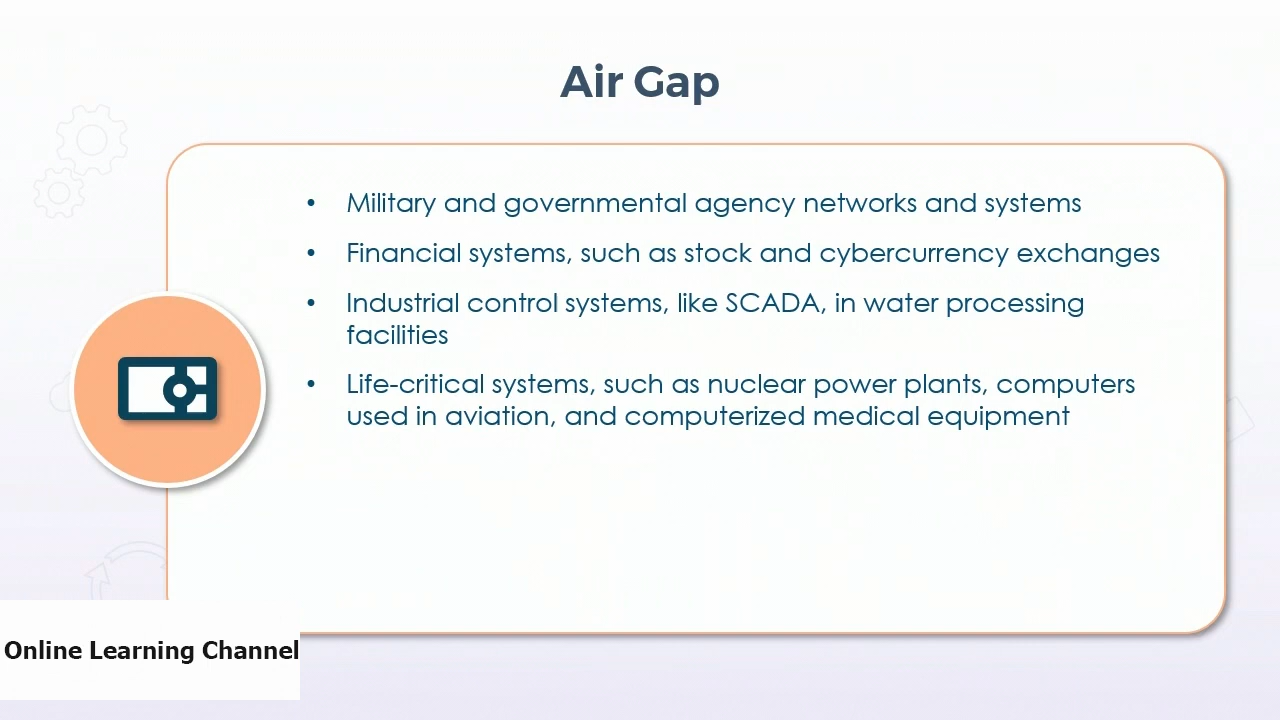 Air Gap
• Military and governmental agency networks and systems
• Financial systems, such as stock and cybercurrency exchanges
• Industrial control systems, like SCADA, in water processing
facilities
• Life-critical systems, such as nuclear power plants, computers
used in aviation, and computerized medical equipment
Online Learning Channel